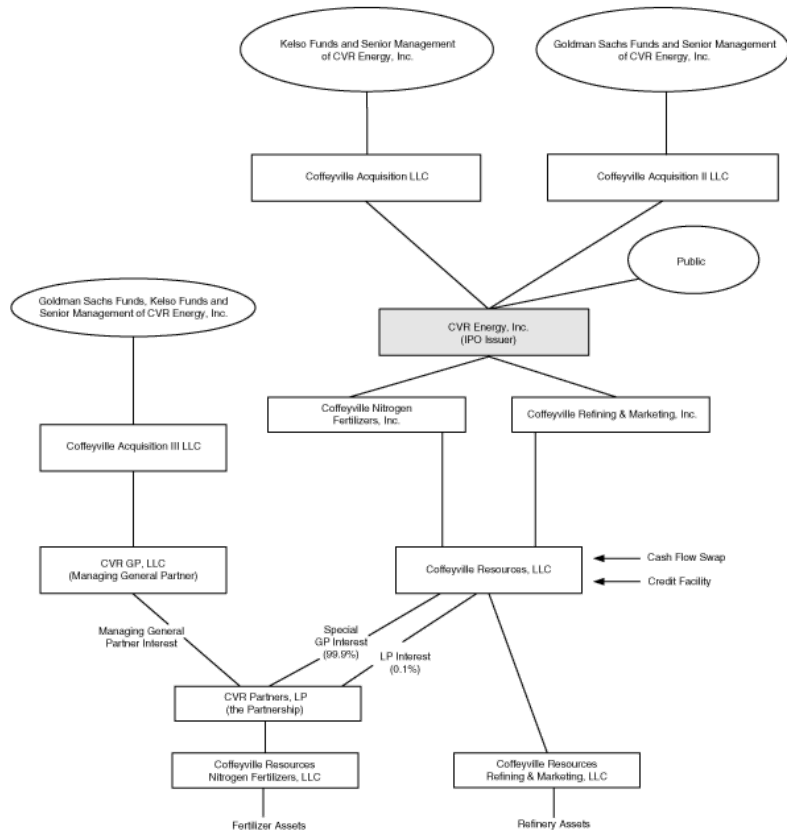 Kelso Funds and Senior Management
of CVR Energy, Inc.
Goldman Sachs Funds and Senior Management
of CVR Energy, Inc.
Coffeyville Acquisition LLC
Coffeyville Acquisition II LLC
Public
Goldman Sachs Funds, Kelso Funds and
Senior Management of CVR Energy, Inc.
CVR Energy, Inc.
(IPO Issuer)
Coffeyville Nitrogen
Fertilizers, Inc.
Coffeyville Refining & Marketing, Inc.
Coffeyville Acquisition III LLC
CVR GP, LLC
(Managing General Partner)
Coffeyville Resources, LLC
Cash Flow Swap
Credit Facility
Managing General
Partner Interest
Special
GP Interest
(99.9%)
LP Interest
(0.1%)
CVR Partners, LP
(the Partnership)
Coffeyville Resources
Nitrogen Fertilizers, LLC
Coffeyville Resources
Refining & Marketing, LLC
Fertilizer Assets
Refinery Assets